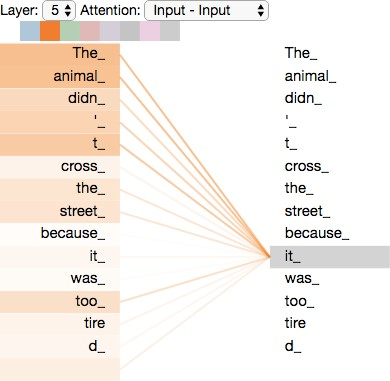 Layer: 5 Attention: Input - Input
The_ The_
animal_ animal_
didn_ didn_
'_ '_
t_ t_
cross_ cross_
the_ the_
street_ street_
because_ because_
it_ it_
was_ was_
too_ too_
tire tire
d_ d_